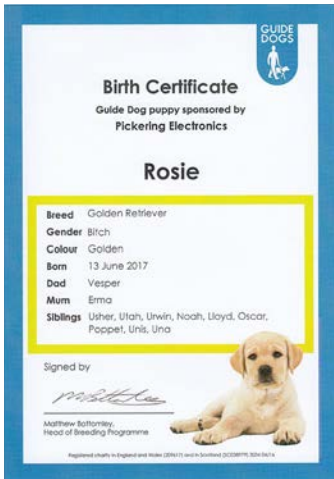 GUIDE
DOGS
Birth Certificate
Guide Dog puppy sponsored by
Pickering Electronics
Rosie
Breed Golden Retriever
Gender Bitch
Colour Golden
Born 13 June 2017
Dad Vesper
Mum Erma
Siblings Usher, Utah, Urwin, Noah, Lloyd, Oscar,
Poppet, Unis, Una
Signed by
Matthew Bottomley,
Head of Breeding Programme
Registered charity in England and Wales (209617) and in Scotland (SC038979)